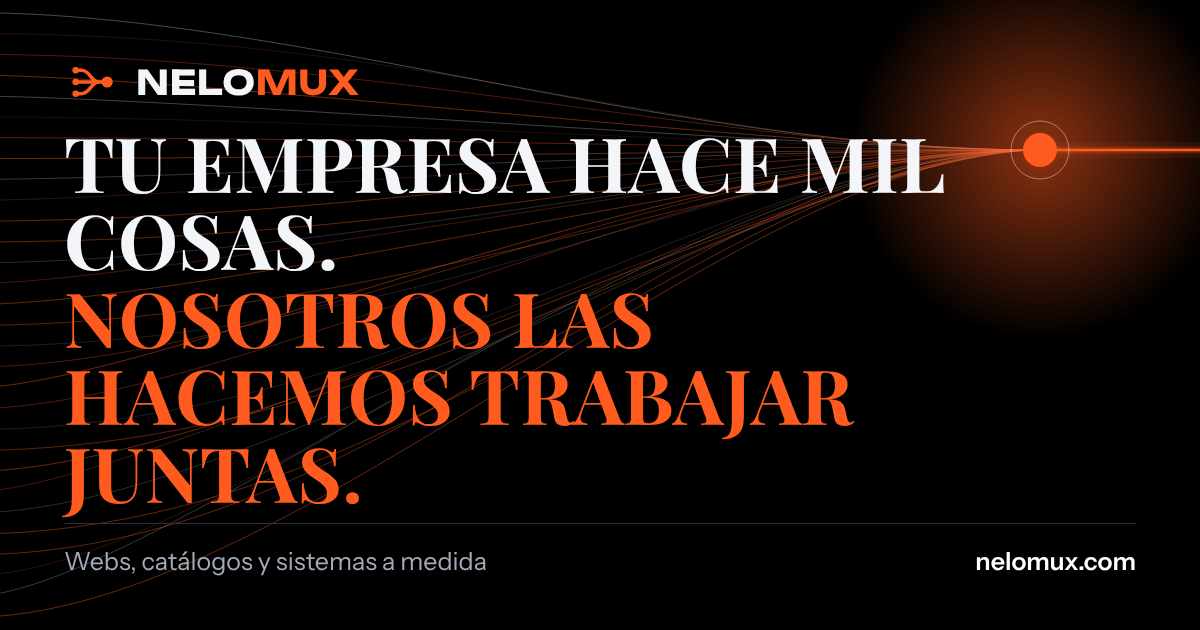 NELOMUX
TU EMPRESA HACE MIL
COSAS.
NOSOTROS LAS
HACEMOS TRABAJAR
JUNTAS.
Webs, catálogos y sistemas a medida
nelomux.com